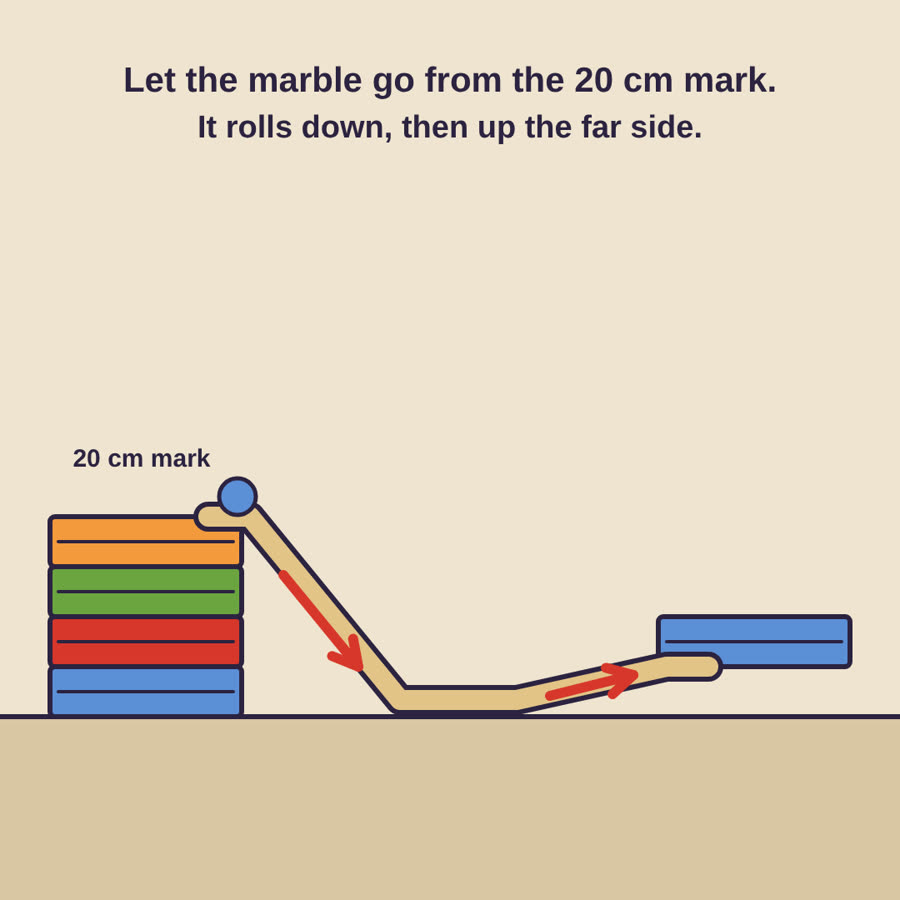 Let the marble go from the 20 cm mark.
It rolls down, then up the far side.
20 cm mark